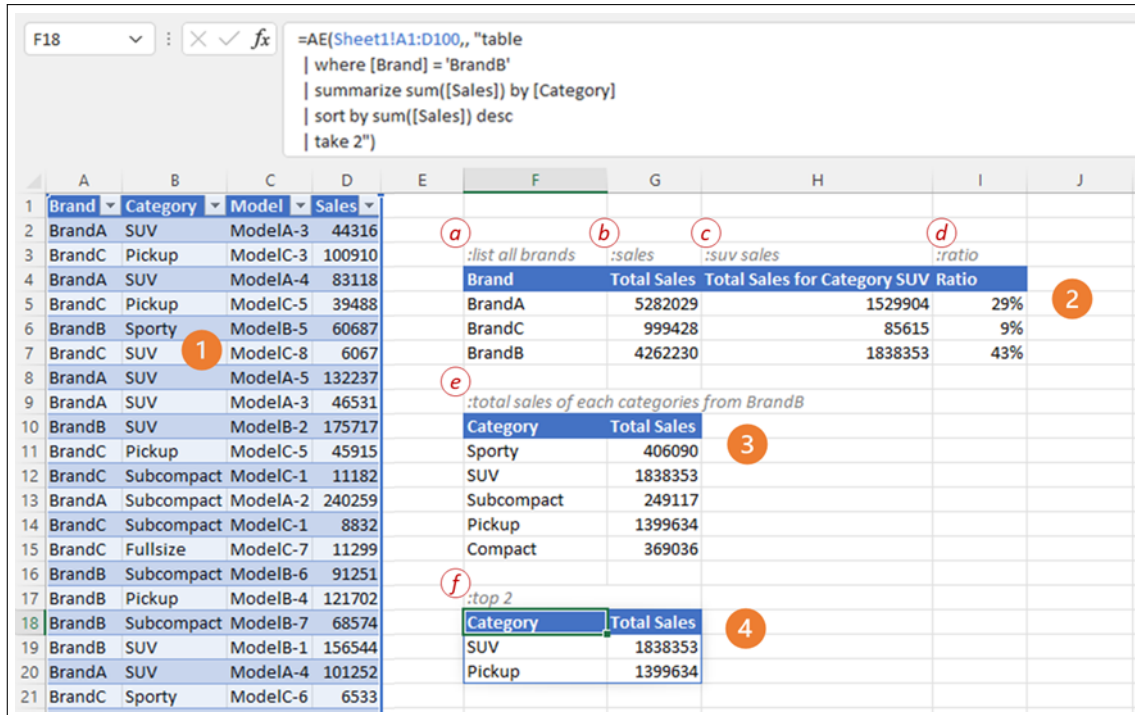 F18 fx =AE(Sheet1!A1:D100,, "table
| where [Brand] = 'BrandB'
| summarize sum([Sales]) by [Category]
| sort by sum([Sales]) desc
| take 2")
A B C D E F G H I J
1 Brand Category Model Sales
2 BrandA SUV ModelA-3 44316 a b c d
3 BrandC Pickup ModelC-3 100910 :list all brands :sales :suv sales :ratio
4 BrandA SUV ModelA-4 83118 Brand Total Sales Total Sales for Category SUV Ratio
5 BrandC Pickup ModelC-5 39488 BrandA 5282029 1529904 29% 2
6 BrandB Sporty ModelB-5 60687 BrandC 999428 85615 9%
7 BrandC SUV 1 ModelC-8 6067 BrandB 4262230 1838353 43%
8 BrandA SUV ModelA-5 132237 e
9 BrandA SUV ModelA-3 46531 :total sales of each categories from BrandB
10 BrandB SUV ModelB-2 175717 Category Total Sales
11 BrandC Pickup ModelC-5 45915 Sporty 406090 3
12 BrandC Subcompact ModelC-1 11182 SUV 1838353
13 BrandA Subcompact ModelA-2 240259 Subcompact 249117
14 BrandC Subcompact ModelC-1 8832 Pickup 1399634
15 BrandC Fullsize ModelC-7 11299 Compact 369036
16 BrandB Subcompact ModelB-6 91251 f
17 BrandB Pickup ModelB-4 121702 :top 2
18 BrandB Subcompact ModelB-7 68574 Category Total Sales 4
19 BrandB SUV ModelB-1 156544 SUV 1838353
20 BrandA SUV ModelA-4 101252 Pickup 1399634
21 BrandC Sporty ModelC-6 6533